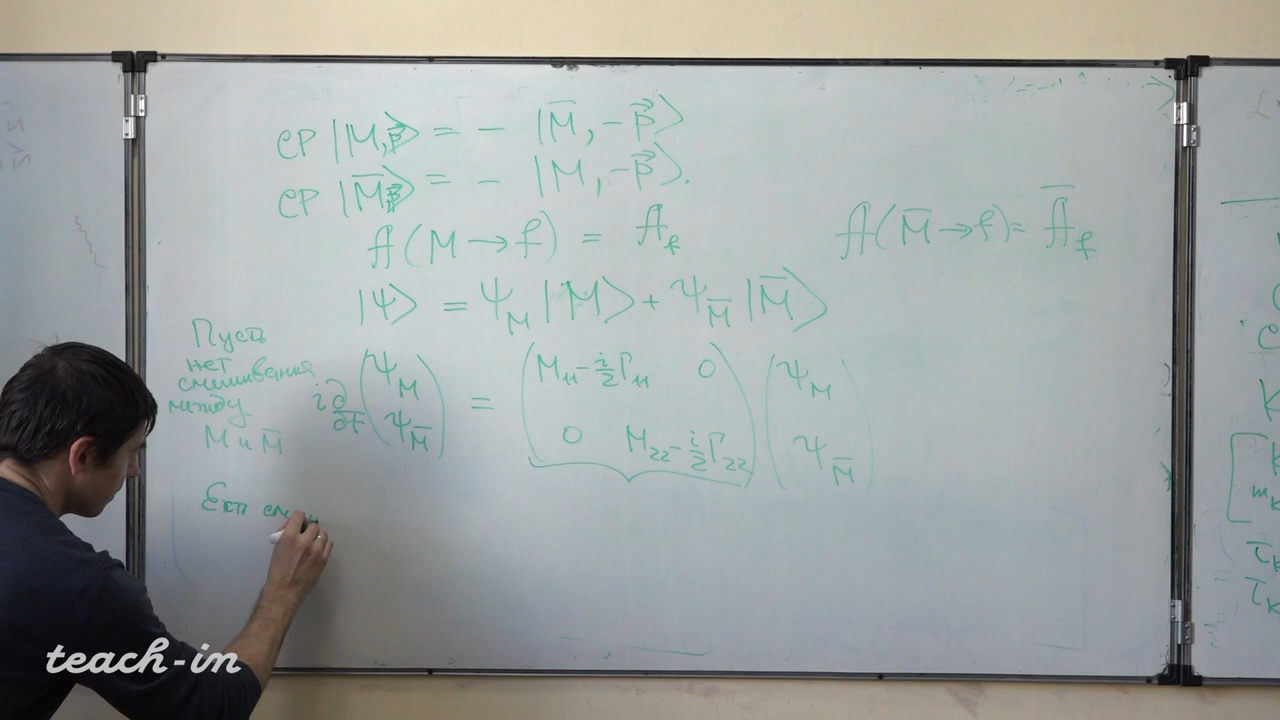 CP |M, p⃗⟩ = − |M̄, −p⃗⟩
CP |M̄, p⃗⟩ = − |M, −p⃗⟩.
A(M → f) = A_f
A(M̄ → f) = Ā_f
|Ψ⟩ = Ψ_M |M⟩ + Ψ_M̄ |M̄⟩
Пусть
нет
смешивания
между
M и M̄
i ∂/∂t (Ψ_M Ψ_M̄) = (M₁₁ − i/2 Γ₁₁ 0 0 M₂₂ − i/2 Γ₂₂) (Ψ_M Ψ_M̄)
Есть
teach-in